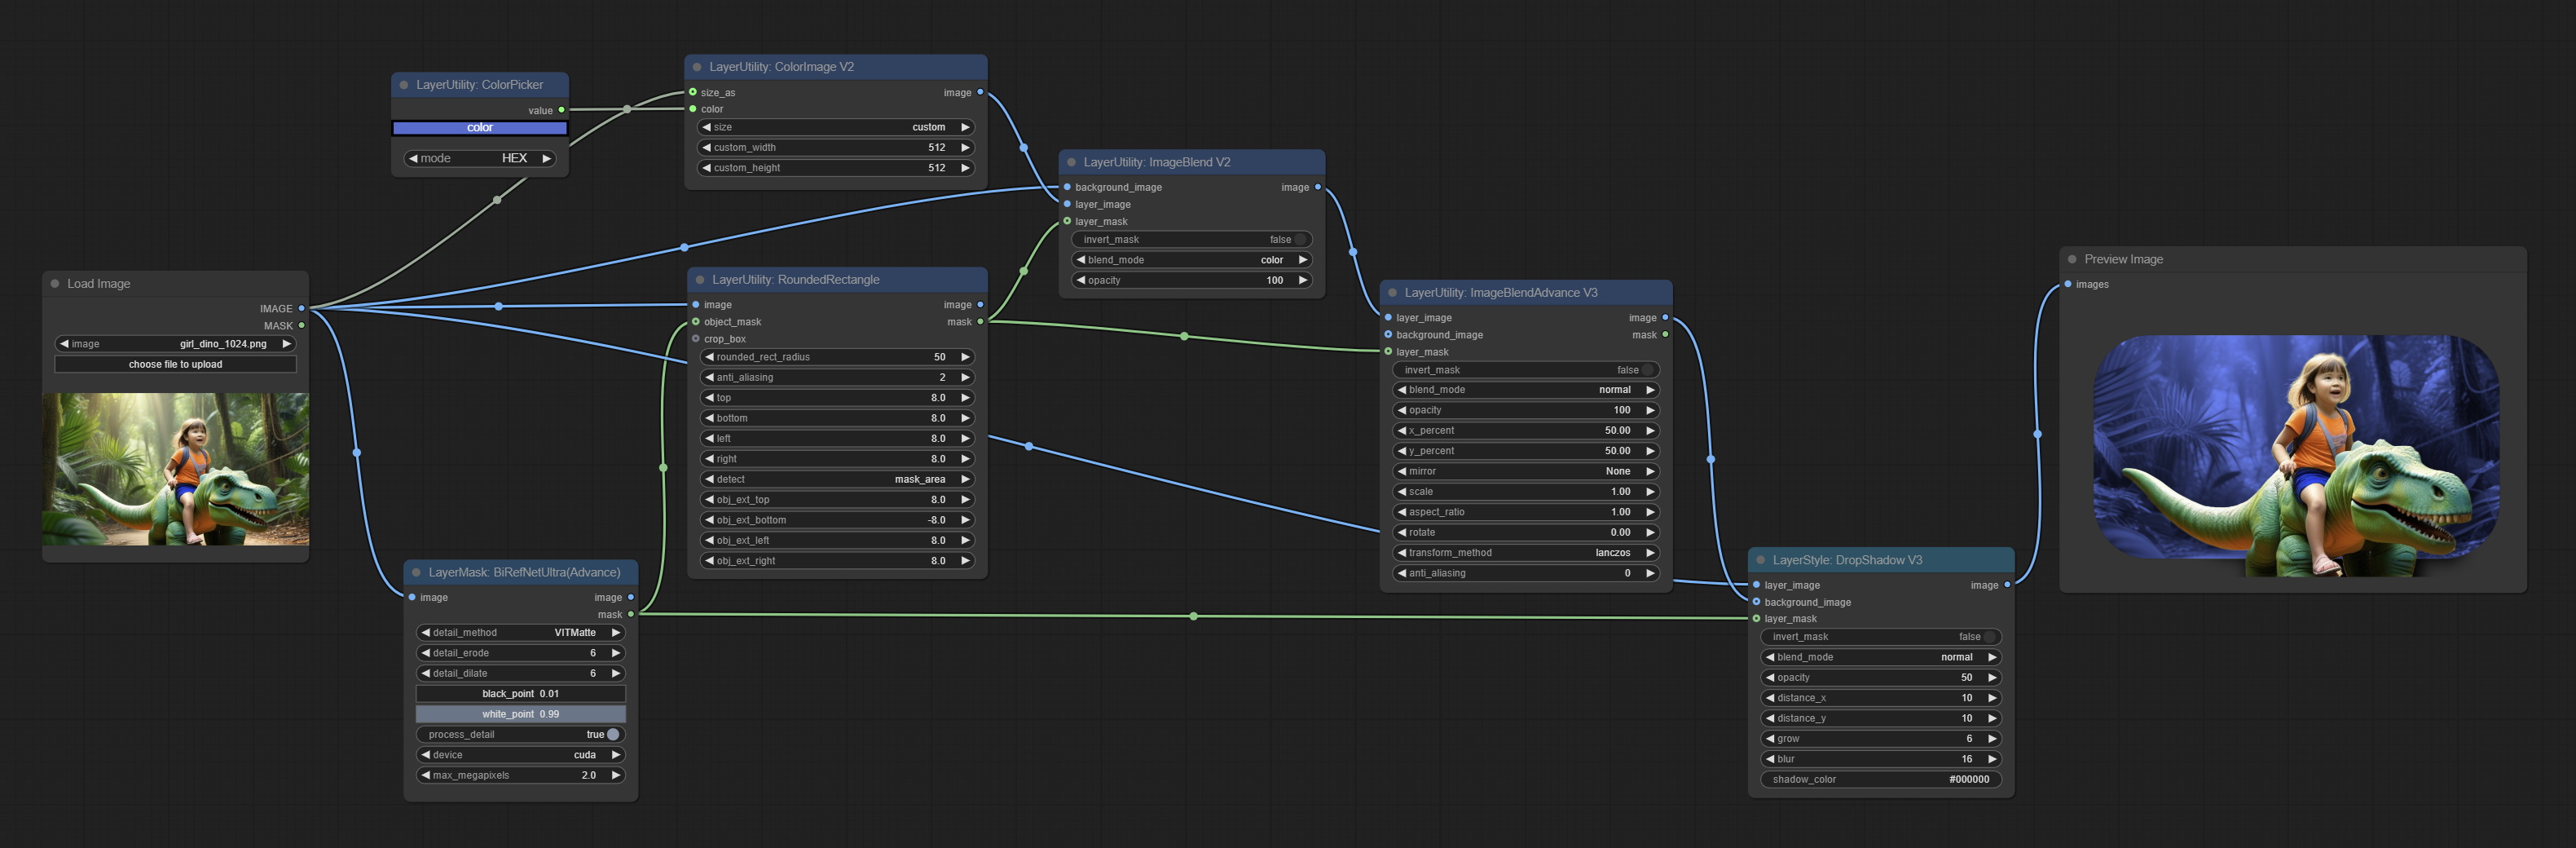 Load Image
IMAGE
MASK
image girl_dino_1024.png
choose file to upload
LayerUtility: ColorPicker
value
color
mode HEX
LayerUtility: ColorImage V2
size_as image
color
size custom
custom_width 512
custom_height 512
LayerUtility: RoundedRectangle
image image
object_mask mask
crop_box
rounded_rect_radius 50
anti_aliasing 2
top 8.0
bottom 8.0
left 8.0
right 8.0
detect mask_area
obj_ext_top 8.0
obj_ext_bottom -8.0
obj_ext_left 8.0
obj_ext_right 8.0
LayerMask: BiRefNetUltra(Advance)
image image
mask
detail_method VITMatte
detail_erode 6
detail_dilate 6
black_point 0.01
white_point 0.99
process_detail true
device cuda
max_megapixels 2.0
LayerUtility: ImageBlend V2
background_image image
layer_image
layer_mask
invert_mask false
blend_mode color
opacity 100
LayerUtility: ImageBlendAdvance V3
layer_image image
background_image mask
layer_mask
invert_mask false
blend_mode normal
opacity 100
x_percent 50.00
y_percent 50.00
mirror None
scale 1.00
aspect_ratio 1.00
rotate 0.00
transform_method lanczos
anti_aliasing 0
LayerStyle: DropShadow V3
layer_image image
background_image
layer_mask
invert_mask false
blend_mode normal
opacity 50
distance_x 10
distance_y 10
grow 6
blur 16
shadow_color #000000
Preview Image
images